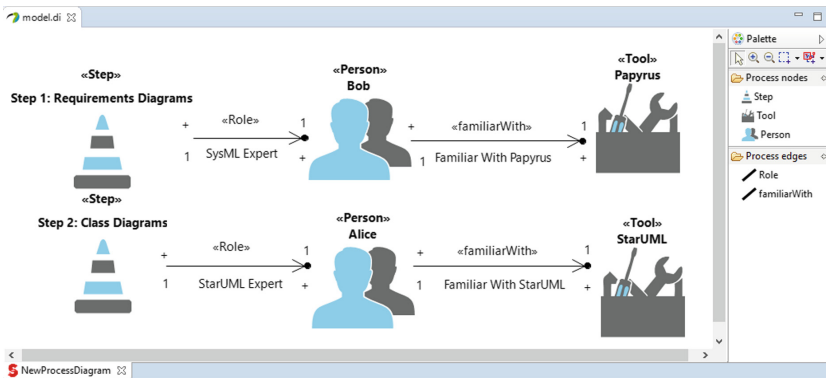 model.di
«Step»
Step 1: Requirements Diagrams
+
«Role»
1
1
SysML Expert
+
«Person»
Bob
+
«familiarWith»
1
1
Familiar With Papyrus
+
«Tool»
Papyrus
«Step»
Step 2: Class Diagrams
+
«Role»
1
1
StarUML Expert
+
«Person»
Alice
+
«familiarWith»
1
1
Familiar With StarUML
+
«Tool»
StarUML
Palette
Process nodes
Step
Tool
Person
Process edges
Role
familiarWith
NewProcessDiagram